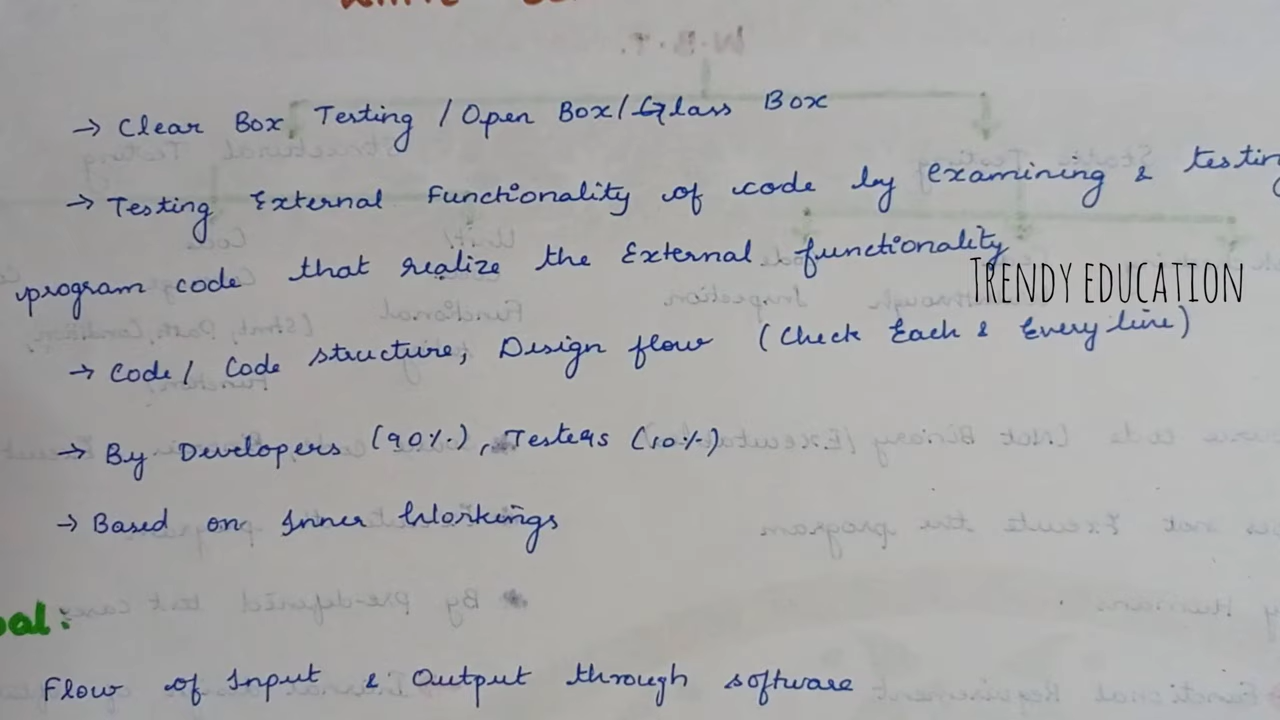 → Clear Box Testing / Open Box/Glass Box
→ Testing External Functionality of code by examining & testing
program code that realize the External functionality
TRENDY EDUCATION
→ Code/ Code structure, Design flow (Check Each & Every line)
→ By Developers (90%), Testers (10%)
→ Based on Inner Workings
Flow of Input & Output through software